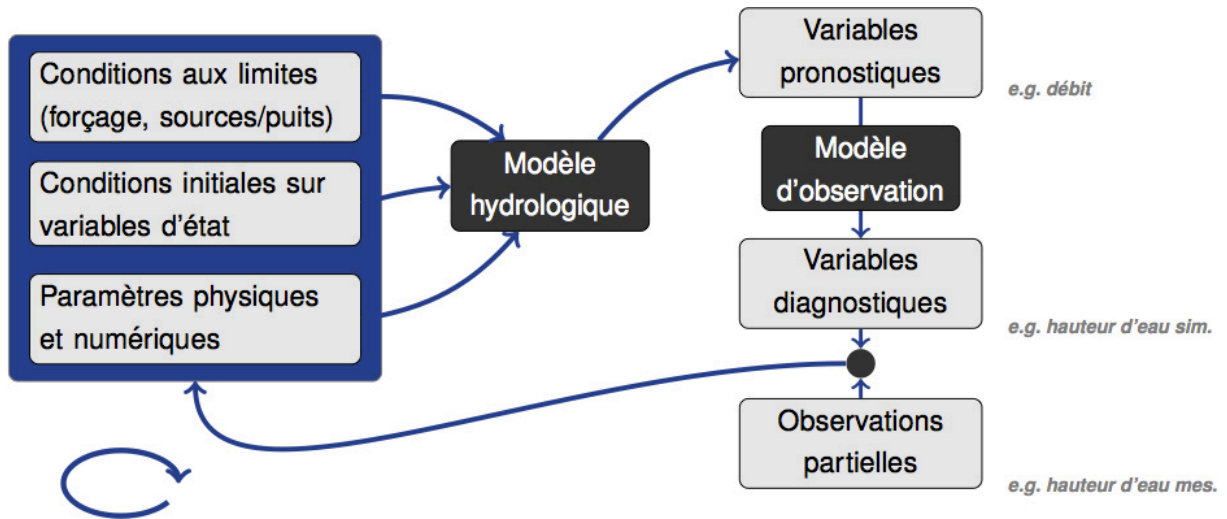 Conditions aux limites
(forçage, sources/puits)
Conditions initiales sur
variables d'état
Paramètres physiques
et numériques
Modèle
hydrologique
Variables
pronostiques
e.g. débit
Modèle
d'observation
Variables
diagnostiques
e.g. hauteur d'eau sim.
Observations
partielles
e.g. hauteur d'eau mes.